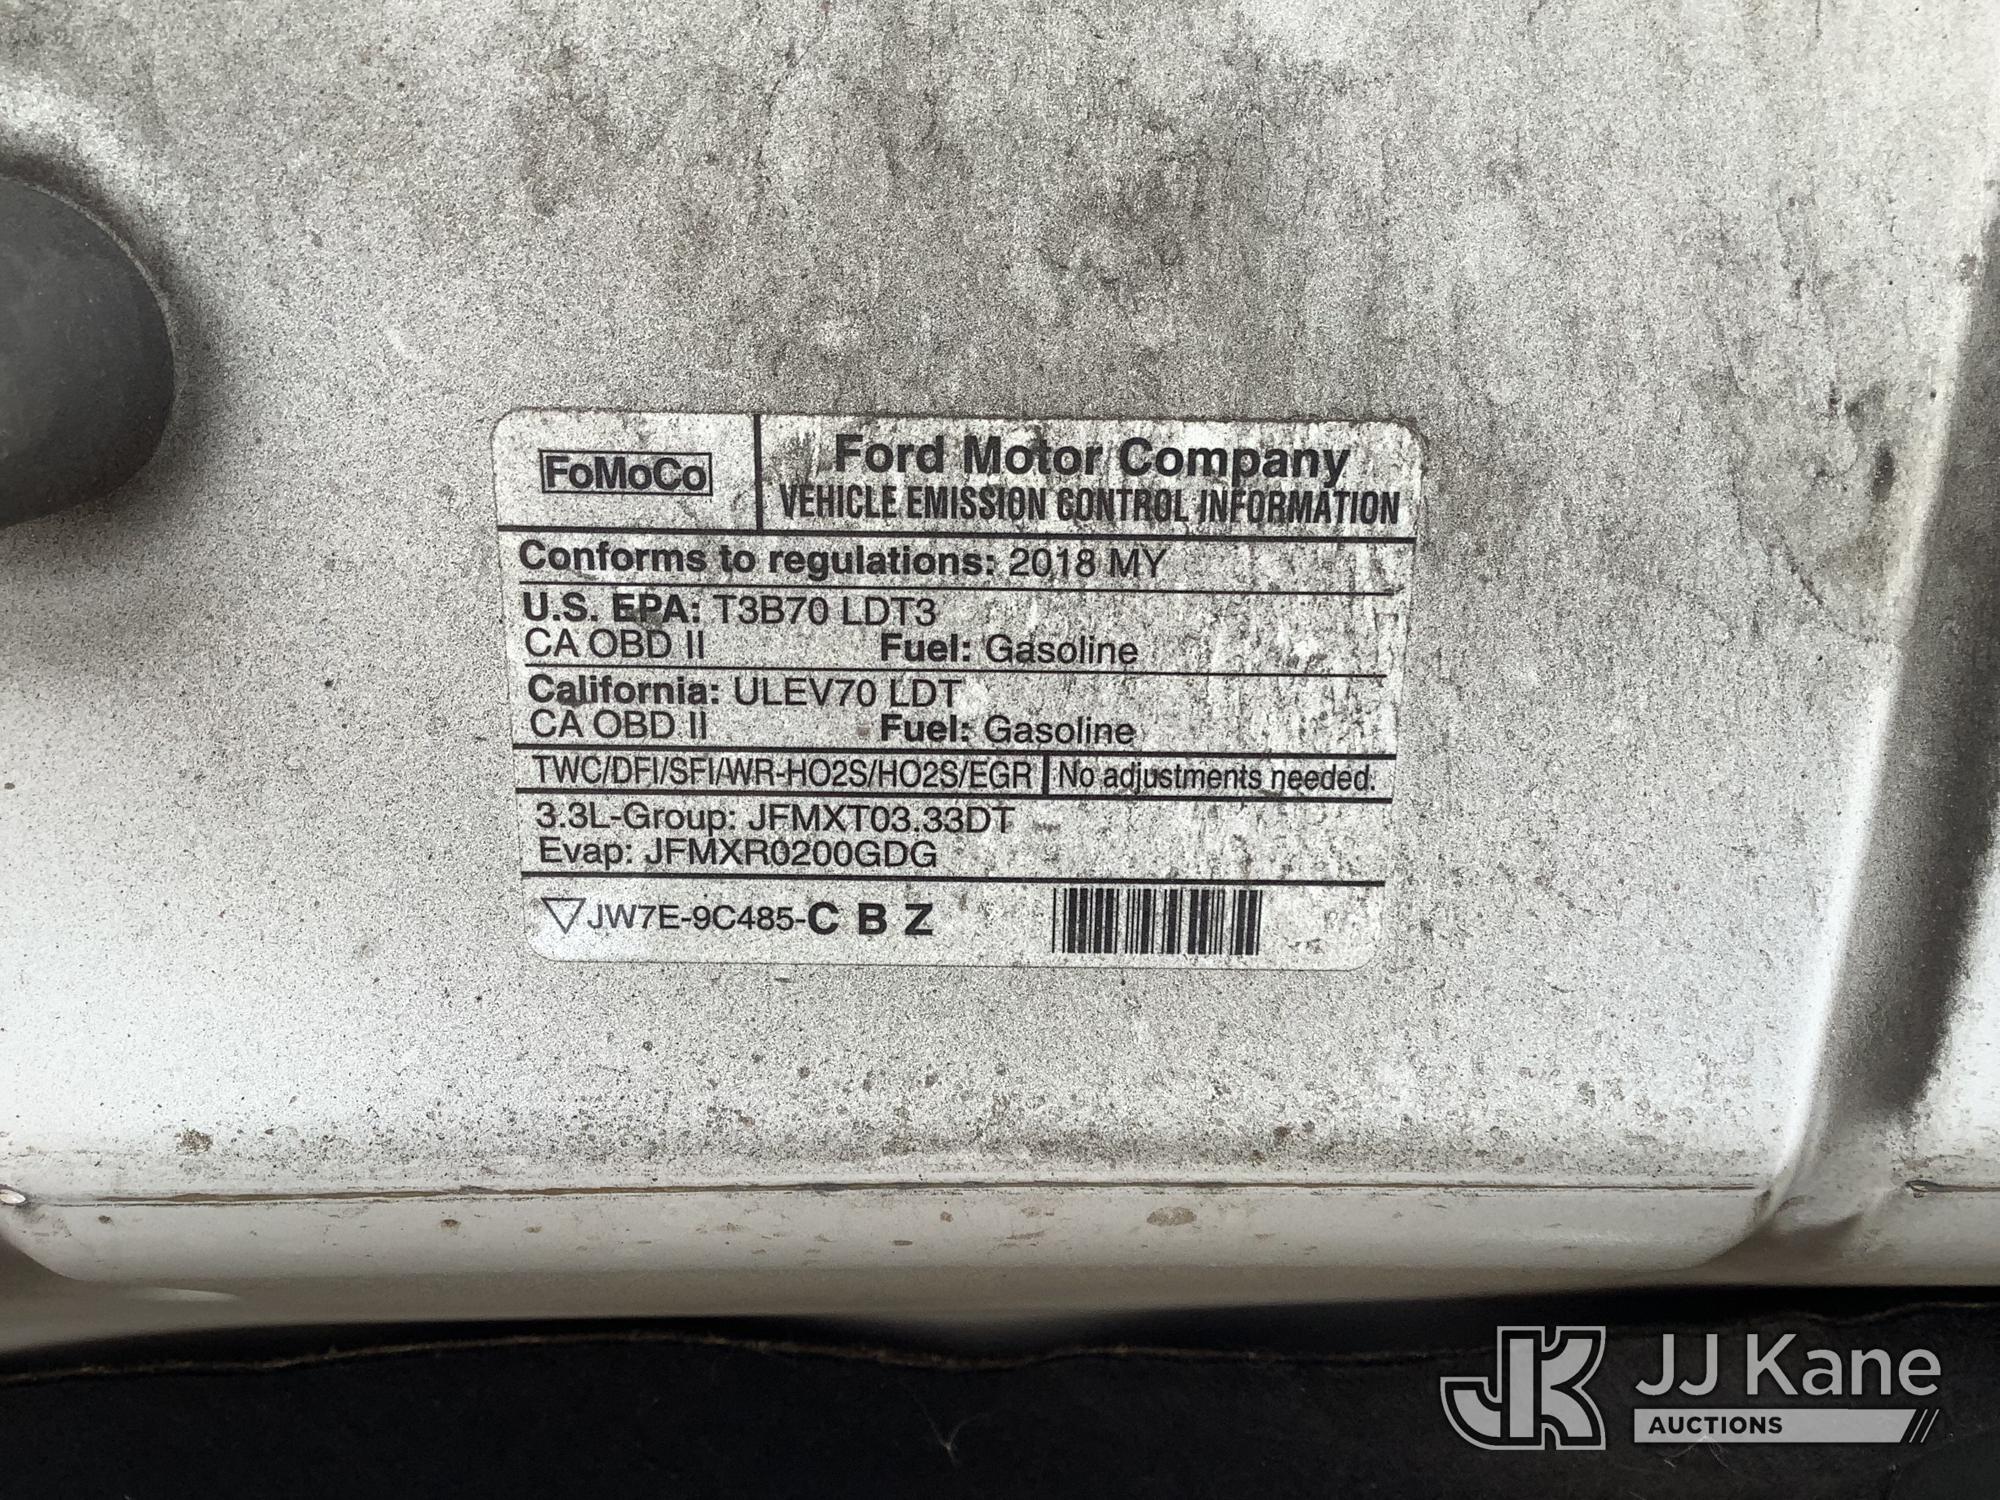 FoMoCo
Ford Motor Company
VEHICLE EMISSION CONTROL INFORMATION
Conforms to regulations: 2018 MY
U.S. EPA: T3B70 LDT3
CA OBD II Fuel: Gasoline
California: ULEV70 LDT
CA OBD II Fuel: Gasoline
TWC/DFI/SFI/WR-HO2S/HO2S/EGR No adjustments needed.
3.3L-Group: JFMXT03.33DT
Evap: JFMXR0200GDG
JW7E-9C485-C B Z
JK JJ Kane
AUCTIONS